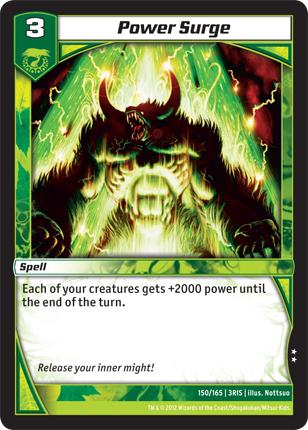 3
Power Surge
Spell
Each of your creatures gets +2000 power until
the end of the turn.
Release your inner might!
150/165 | 3RIS | illus. Nottsuo
TM & © 2012 Wizards of the Coast/Shogakukan/Mitsui-Kids.